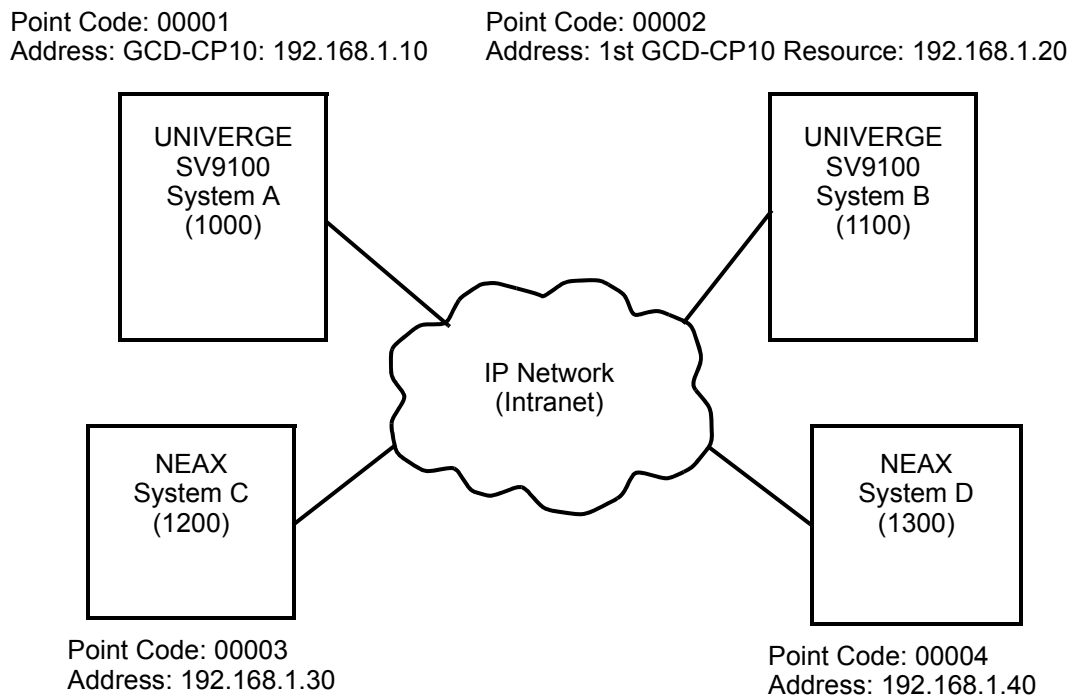 Point Code: 00001
Address: GCD-CP10: 192.168.1.10
Point Code: 00002
Address: 1st GCD-CP10 Resource: 192.168.1.20
UNIVERGE
SV9100
System A
(1000)
UNIVERGE
SV9100
System B
(1100)
IP Network
(Intranet)
NEAX
System C
(1200)
NEAX
System D
(1300)
Point Code: 00003
Address: 192.168.1.30
Point Code: 00004
Address: 192.168.1.40